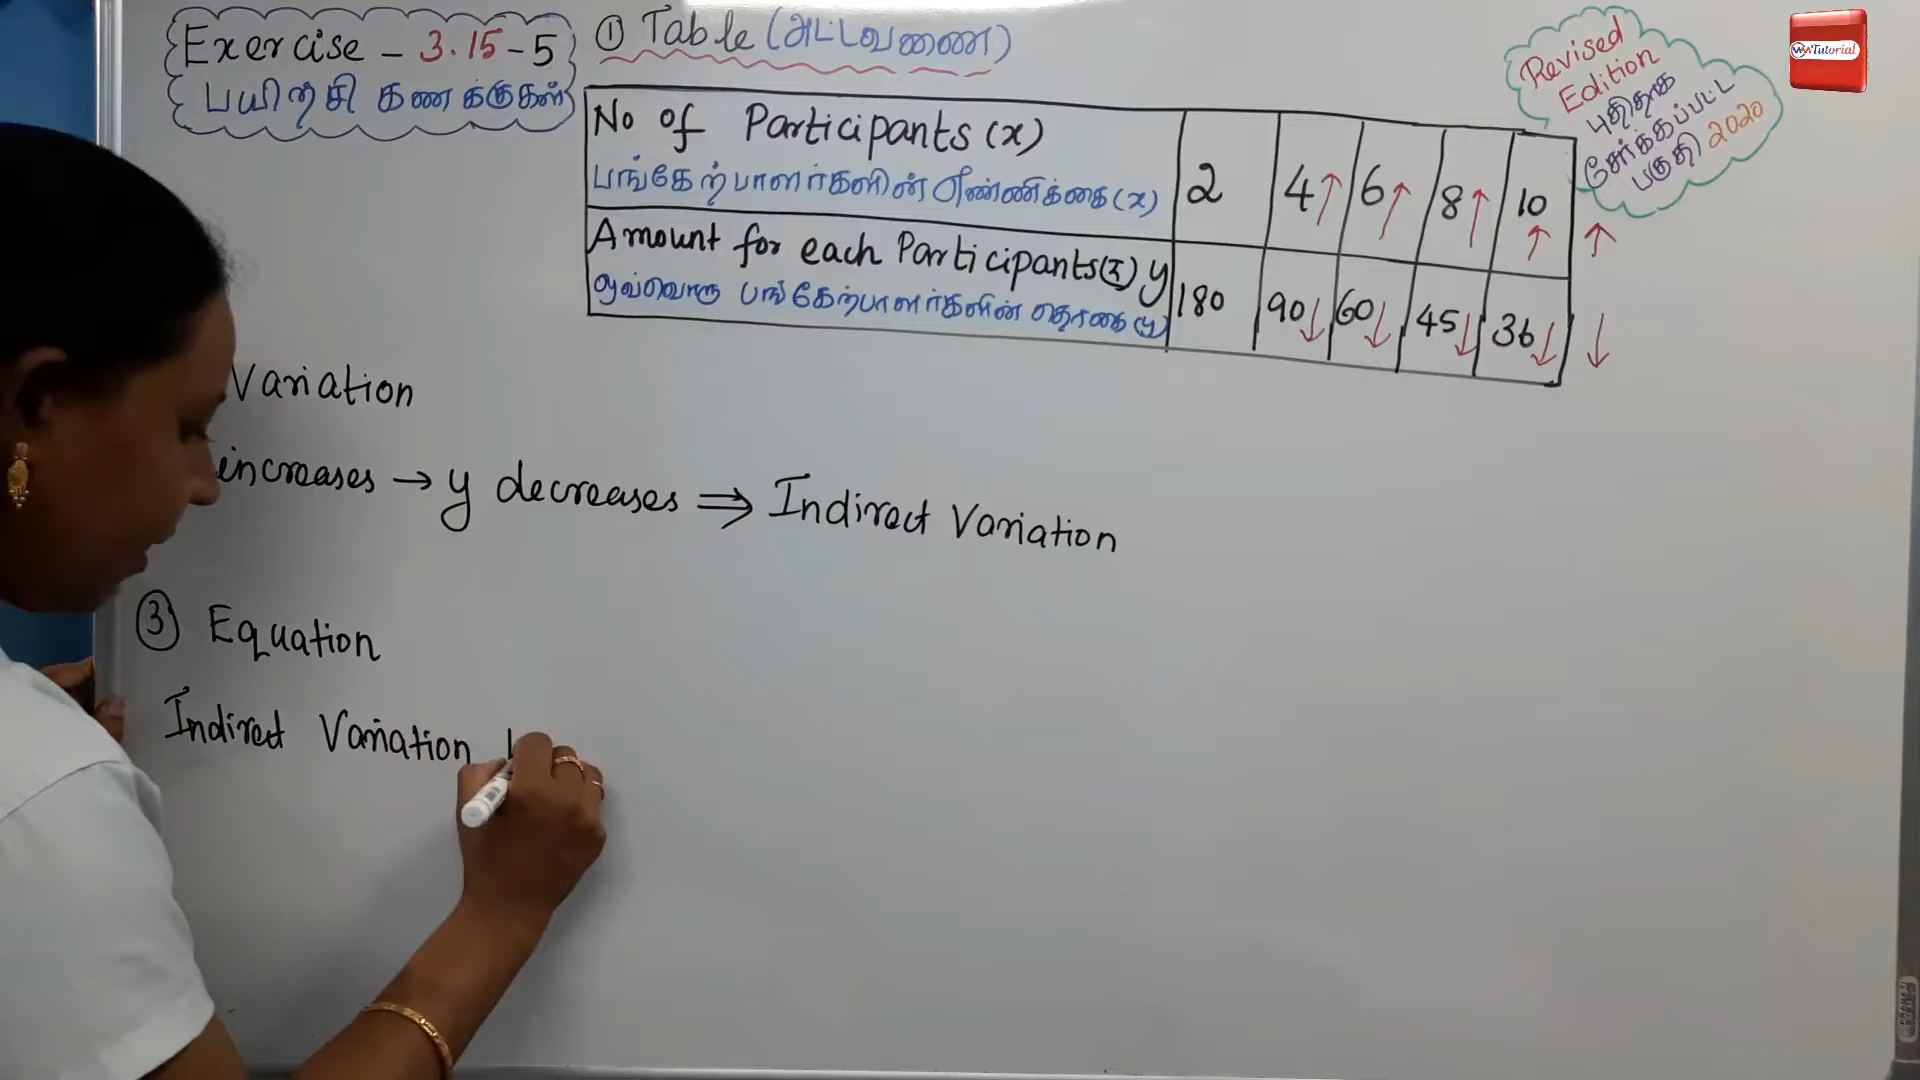 Exercise - 3.15-5
பயிற்சி கணக்குகள்
① Table (அட்டவணை)
Revised
Edition
புதிதாக
சேர்க்கப்பட்ட
பகுதி 2020
WinTutorial
No of Participants (x)
பங்கேற்பாளர்களின் எண்ணிக்கை (x)
2 4↑ 6↑ 8↑ 10↑ ↑
Amount for each Participants (₹) y
ஒவ்வொரு பங்கேற்பாளர்களின் தொகை (y)
180 90↓ 60↓ 45↓ 36↓ ↓
Variation
increases → y decreases ⇒ Indirect Variation
③ Equation
Indirect Variation